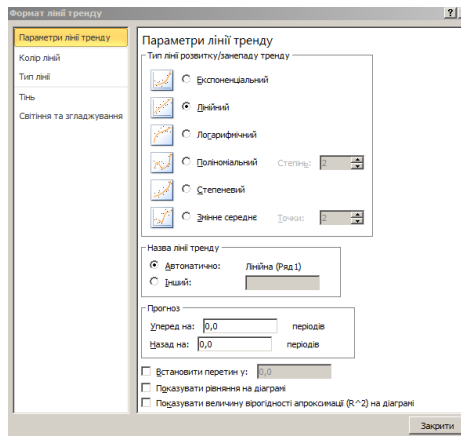 Формат лінії тренду
Параметри лінії тренду
Колір ліній
Тип лінії
Тінь
Світіння та згладжування
Параметри лінії тренду
Тип лінії розвитку/занепаду тренду
Експоненціальний
Лінійний
Логарифмічний
Поліноміальний Степінь: 2
Степеневий
Змінне середнє Точки: 2
Назва лінії тренду
Автоматично: Лінійна (Ряд1)
Інший:
Прогноз
Уперед на: 0,0 періодів
Назад на: 0,0 періодів
Встановити перетин у: 0,0
Показувати рівняння на діаграмі
Показувати величину вірогідності апроксимації (R^2) на діаграмі
Закрити